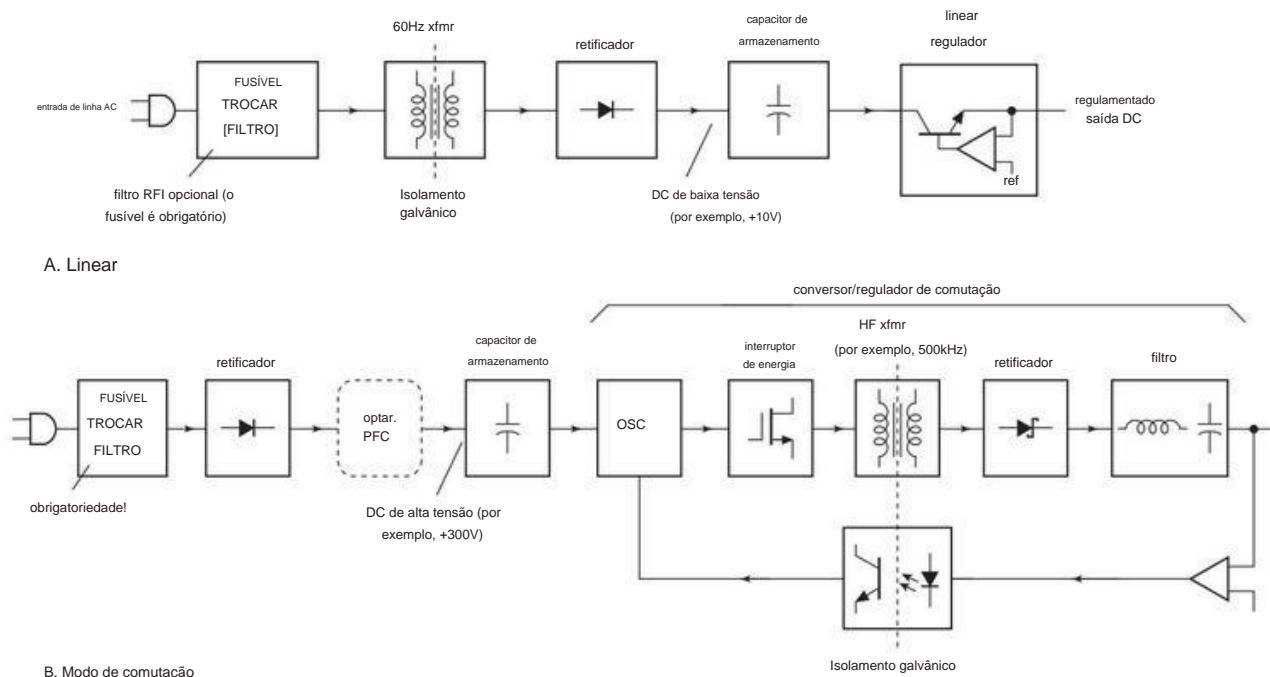 60Hz xfmr
retificador
capacitor de
armazenamento
linear
regulador
entrada de linha AC
FUSÍVEL
TROCAR
[FILTRO]
ref
regulamentado
saída DC
filtro RFI opcional (o
fusível é obrigatório)
Isolamento
galvânico
DC de baixa tensão
(por exemplo, +10V)
A. Linear
conversor/regulador de comutação
retificador
capacitor de
armazenamento
interruptor
de energia
HF xfmr
(por exemplo, 500kHz)
retificador
filtro
FUSÍVEL
TROCAR
FILTRO
optar.
PFC
OSC
obrigatoriedade!
DC de alta tensão (por
exemplo, +300V)
Isolamento galvânico
B. Modo de comutação